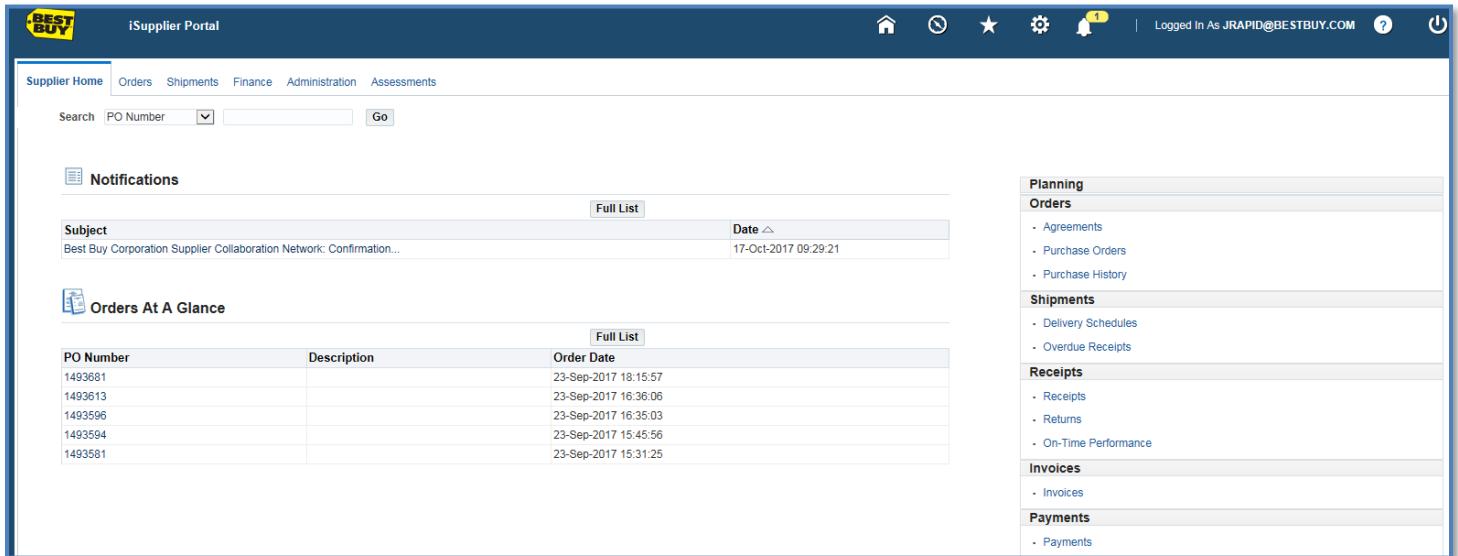 BEST BUY iSupplier Portal 1 | Logged In As JRAPID@BESTBUY.COM ?
Supplier Home Orders Shipments Finance Administration Assessments
Search PO Number Go
Notifications
Full List
Subject Date
Best Buy Corporation Supplier Collaboration Network: Confirmation... 17-Oct-2017 09:29:21
Orders At A Glance
Full List
PO Number Description Order Date
1493681 23-Sep-2017 18:15:57
1493613 23-Sep-2017 16:36:06
1493596 23-Sep-2017 16:35:03
1493594 23-Sep-2017 15:45:56
1493581 23-Sep-2017 15:31:25
Planning
Orders
- Agreements
- Purchase Orders
- Purchase History
Shipments
- Delivery Schedules
- Overdue Receipts
Receipts
- Receipts
- Returns
- On-Time Performance
Invoices
- Invoices
Payments
- Payments